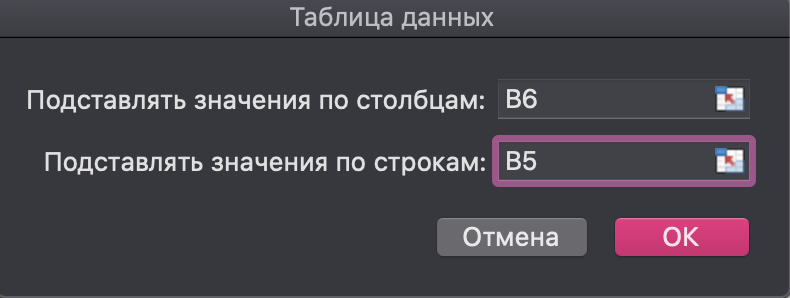 Таблица данных
Подставлять значения по столбцам: B6
Подставлять значения по строкам: B5
Отмена OK